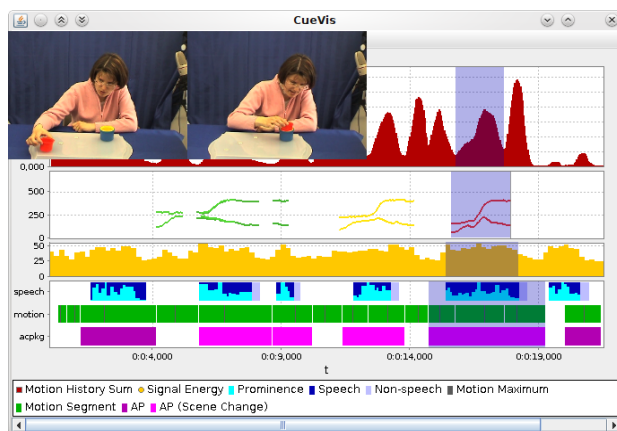 CueVis
0,000
500
250
0
50
25
0
speech
motion
acpkg
0:0:4,000 0:0:9,000 0:0:14,000 0:0:19,000
t
Motion History Sum Signal Energy Prominence Speech Non-speech Motion Maximum
Motion Segment AP AP (Scene Change)